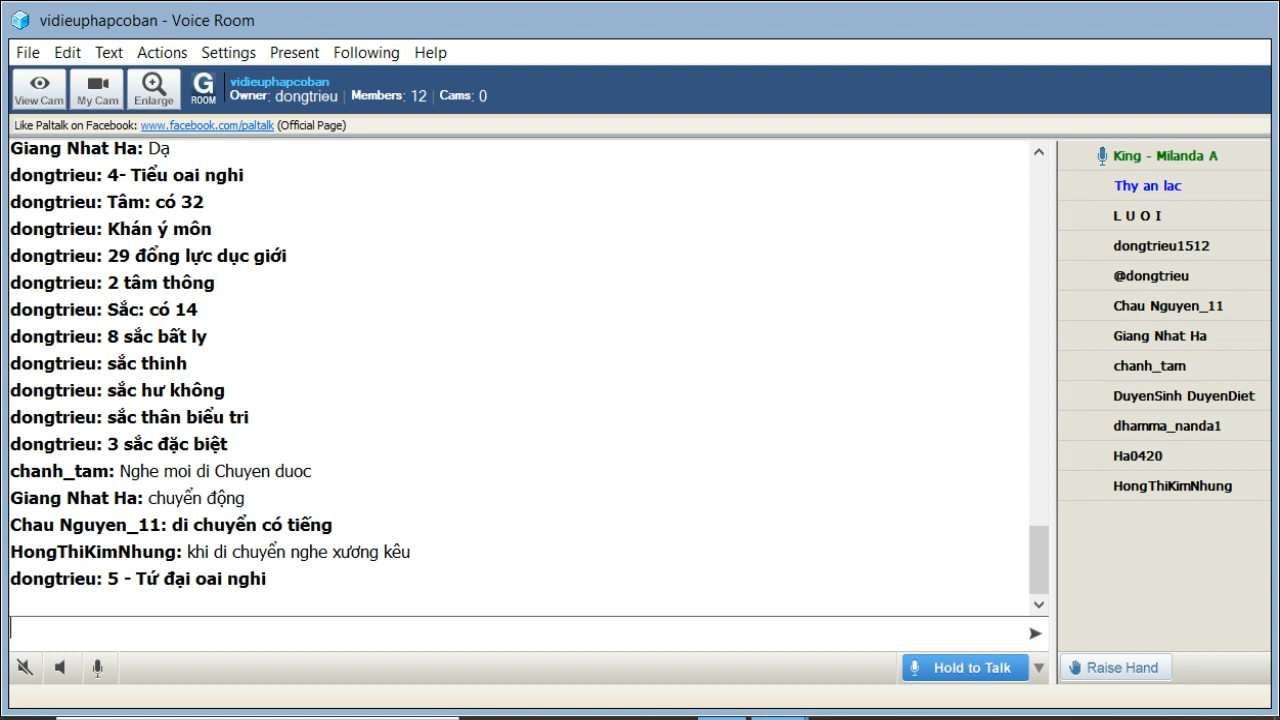 vidieuphapcoban - Voice Room
File Edit Text Actions Settings Present Following Help
View Cam
My Cam
Enlarge
G ROOM
vidieuphapcoban
Owner: dongtrieu | Members: 12 | Cams: 0
Like Paltalk on Facebook: www.facebook.com/paltalk (Official Page)
Giang Nhat Ha: Dạ
dongtrieu: 4- Tiểu oai nghi
dongtrieu: Tâm: có 32
dongtrieu: Khán ý môn
dongtrieu: 29 đổng lực dục giới
dongtrieu: 2 tâm thông
dongtrieu: Sắc: có 14
dongtrieu: 8 sắc bất ly
dongtrieu: sắc thinh
dongtrieu: sắc hư không
dongtrieu: sắc thân biểu tri
dongtrieu: 3 sắc đặc biệt
chanh_tam: Nghe moi di Chuyen duoc
Giang Nhat Ha: chuyển động
Chau Nguyen_11: di chuyển có tiếng
HongThiKimNhung: khi di chuyển nghe xương kêu
dongtrieu: 5 - Tứ đại oai nghi
King - Milanda A
Thy an lac
L U O I
dongtrieu1512
@dongtrieu
Chau Nguyen_11
Giang Nhat Ha
chanh_tam
DuyenSinh DuyenDiet
dhamma_nanda1
Ha0420
HongThiKimNhung
Hold to Talk
Raise Hand